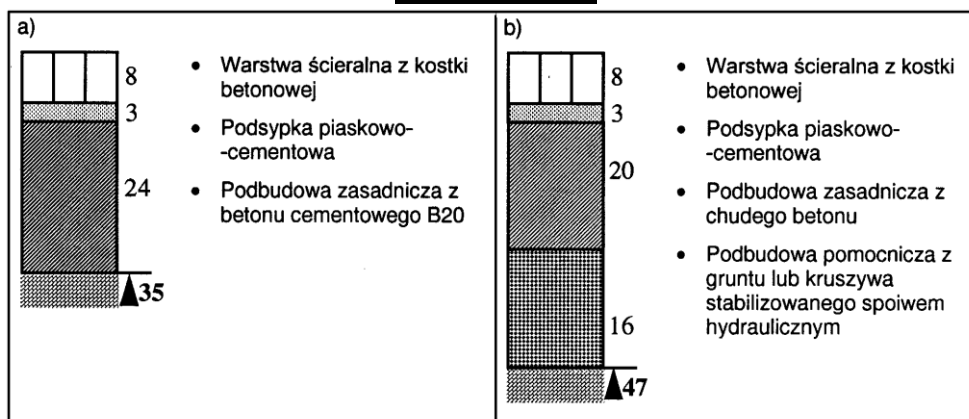 a)
8
3
24
35
• Warstwa ścieralna z kostki
betonowej
• Podsypka piaskowo-
-cementowa
• Podbudowa zasadnicza z
betonu cementowego B20
b)
8
3
20
16
47
• Warstwa ścieralna z kostki
betonowej
• Podsypka piaskowo-
-cementowa
• Podbudowa zasadnicza z
chudego betonu
• Podbudowa pomocnicza z
gruntu lub kruszywa
stabilizowanego spoiwem
hydraulicznym